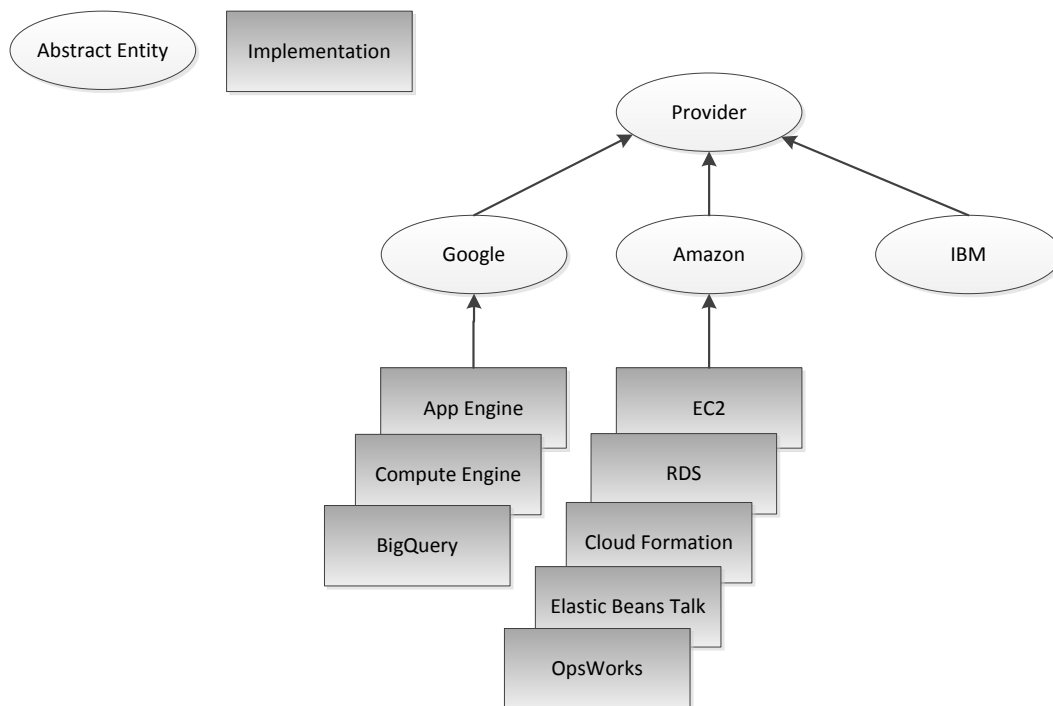 Abstract Entity
Implementation
Provider
Google
Amazon
IBM
App Engine
EC2
Compute Engine
RDS
BigQuery
Cloud Formation
Elastic Beans Talk
OpsWorks